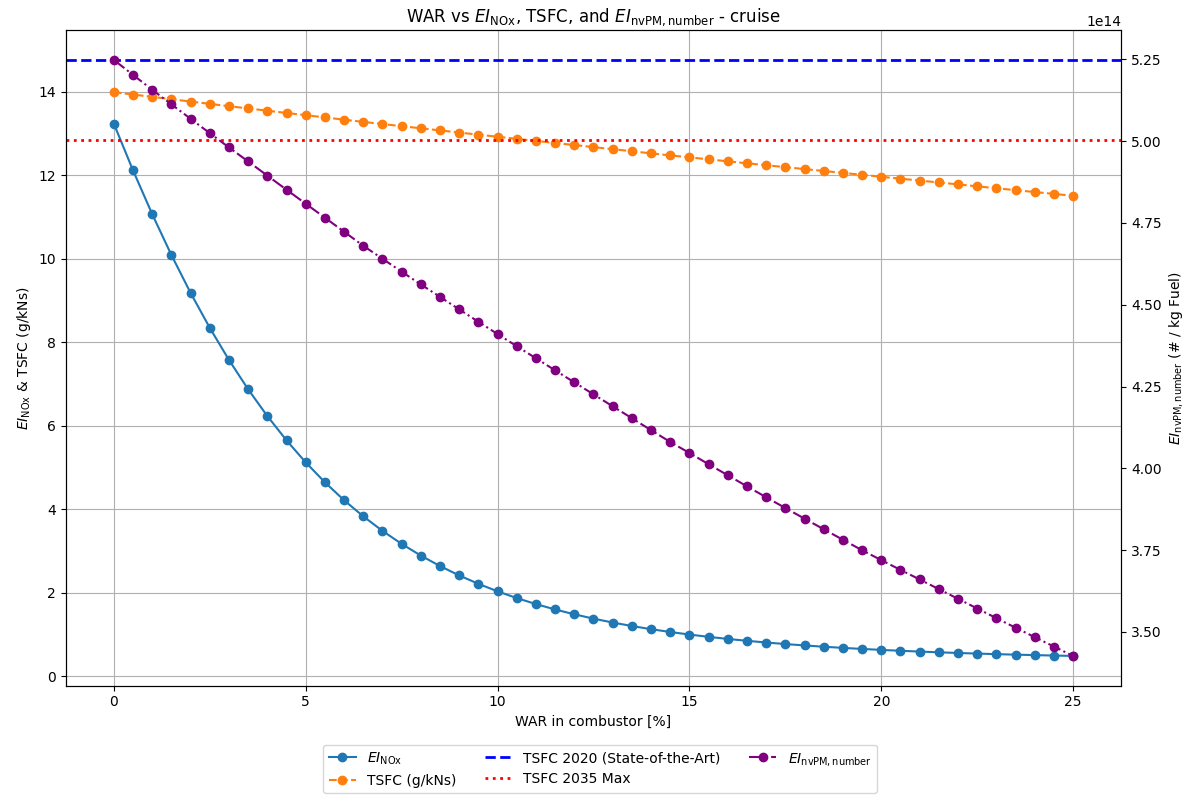 WAR vs EI_NOx, TSFC, and EI_nvPM,number - cruise
1e14
14
12
10
8
6
4
2
0
EI_NOx & TSFC (g/kNs)
5.25
5.00
4.75
4.50
4.25
4.00
3.75
3.50
EI_nvPM,number (# / kg Fuel)
0 5 10 15 20 25
WAR in combustor [%]
EI_NOx
TSFC (g/kNs)
TSFC 2020 (State-of-the-Art)
TSFC 2035 Max
EI_nvPM,number